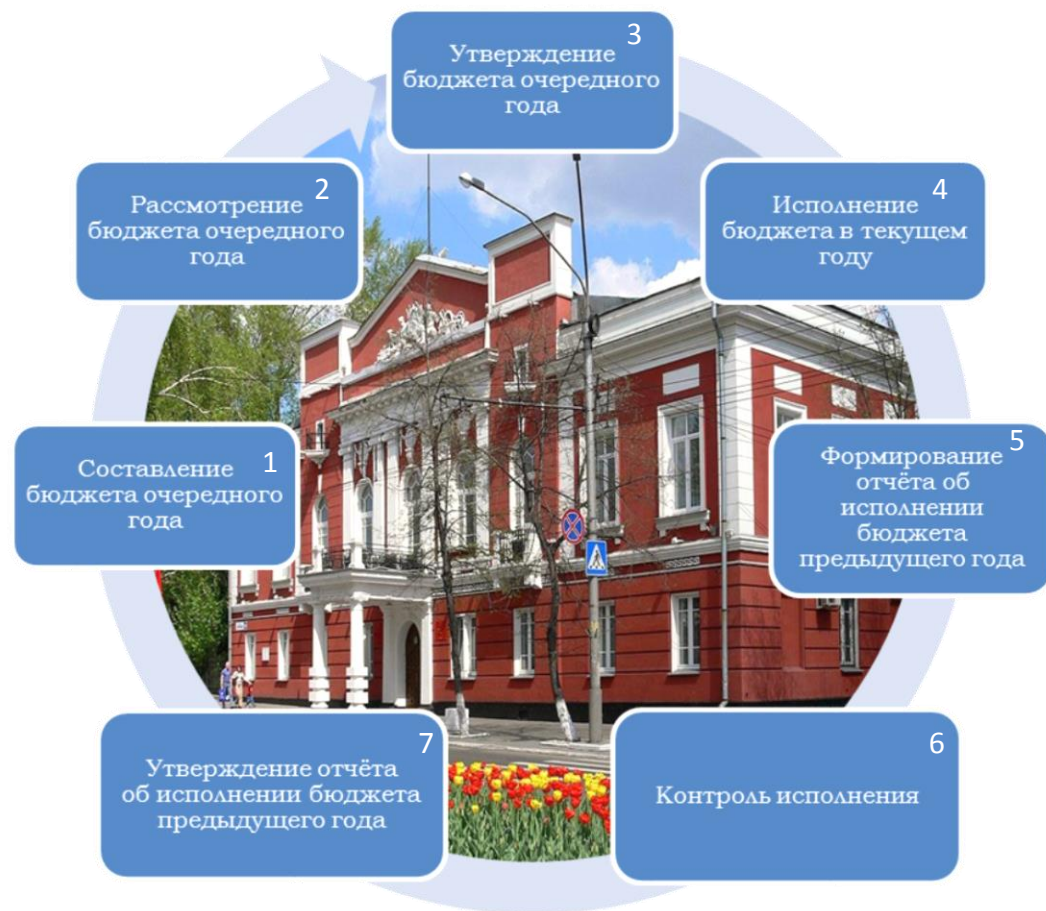 3
Утверждение
бюджета очередного
года
2
Рассмотрение
бюджета очередного
года
4
Исполнение
бюджета в текущем
году
1
Составление
бюджета очередного
года
5
Формирование
отчёта об
исполнении
бюджета
предыдущего года
7
Утверждение отчёта
об исполнении бюджета
предыдущего года
6
Контроль исполнения